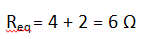 Req = 4 + 2 = 6 Ω